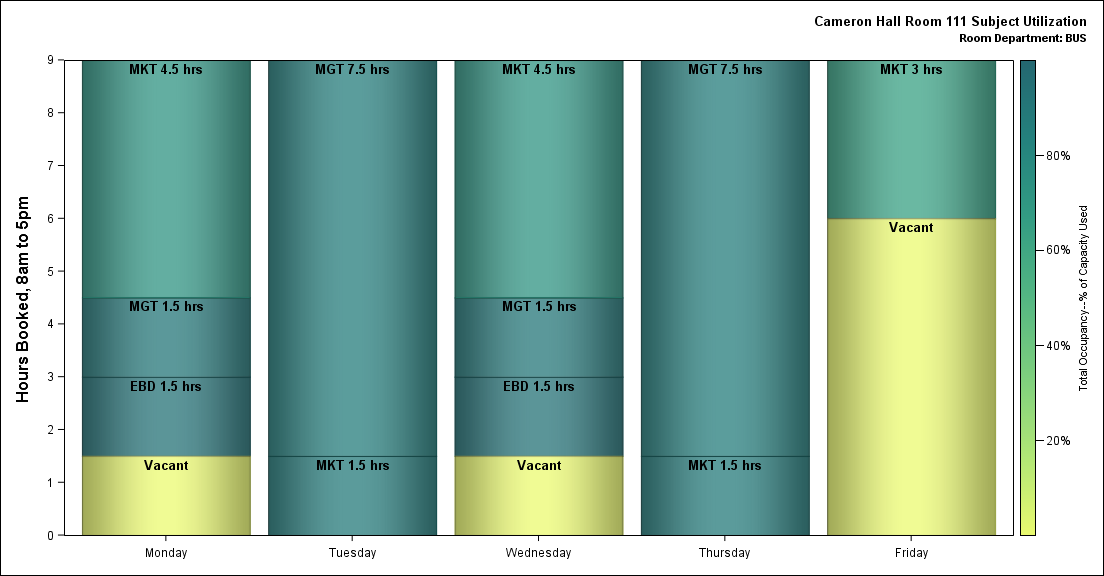 Cameron Hall Room 111 Subject Utilization
Room Department: BUS
Hours Booked, 8am to 5pm
9
8
7
6
5
4
3
2
1
0
MKT 4.5 hrs
MGT 1.5 hrs
EBD 1.5 hrs
Vacant
MGT 7.5 hrs
MKT 1.5 hrs
MKT 4.5 hrs
MGT 1.5 hrs
EBD 1.5 hrs
Vacant
MGT 7.5 hrs
MKT 1.5 hrs
MKT 3 hrs
Vacant
Monday
Tuesday
Wednesday
Thursday
Friday
80%
60%
40%
20%
Total Occupancy--% of Capacity Used